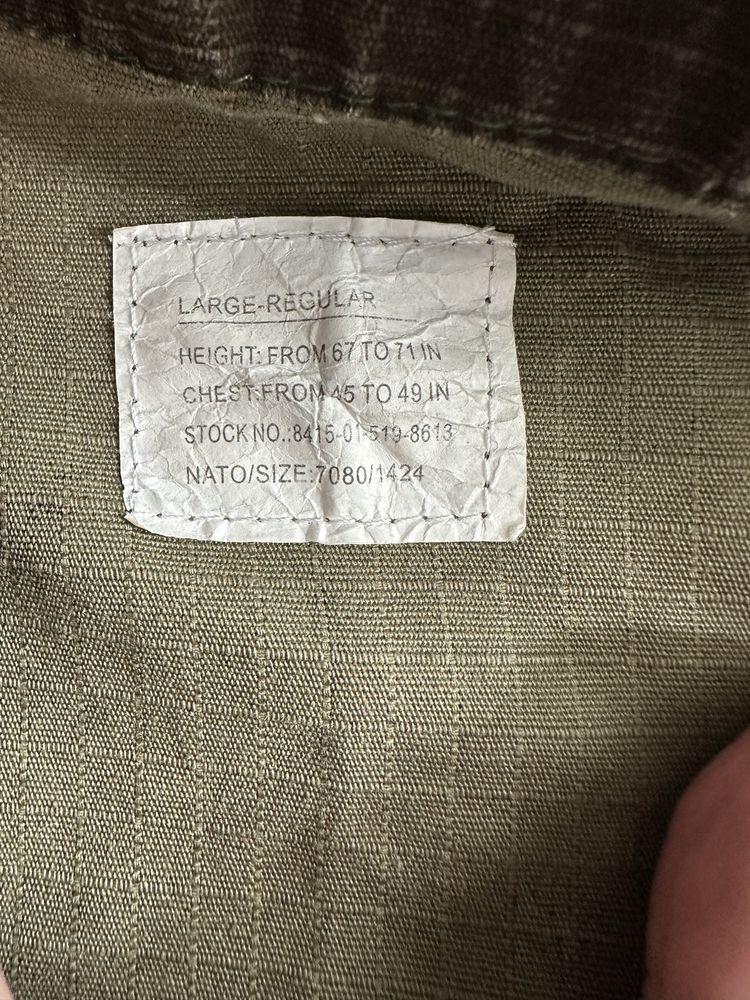 LARGE-REGULAR
HEIGHT: FROM 67 TO 71 IN
CHEST:FROM 45 TO 49 IN
STOCK NO.:8415-01-519-8613
NATO/SIZE:7080/1424